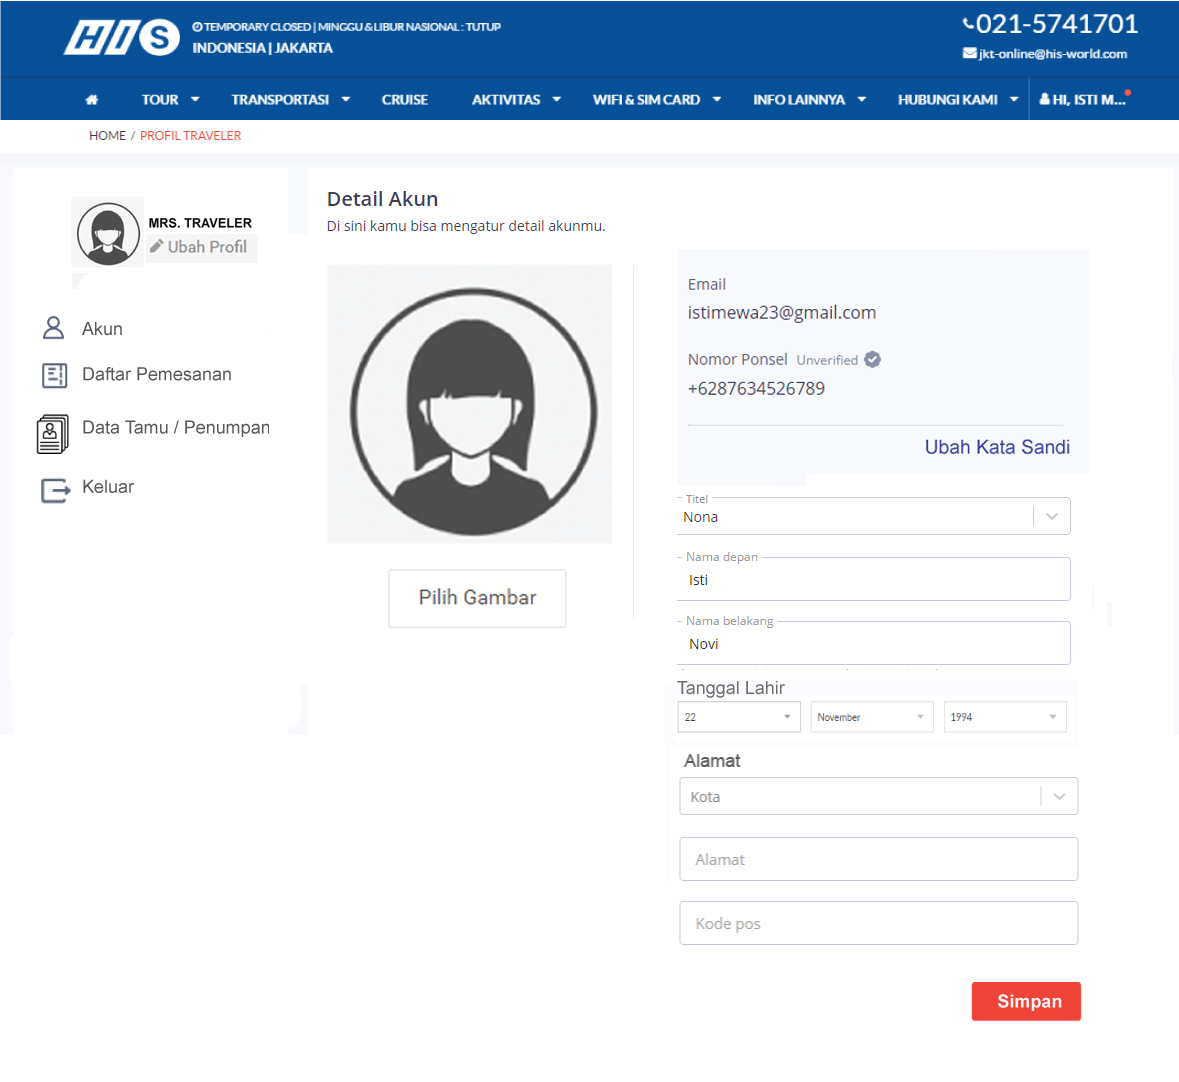 HIS
TEMPORARY CLOSED | MINGGU & LIBUR NASIONAL : TUTUP
INDONESIA | JAKARTA
021-5741701
jkt-online@his-world.com
TOUR TRANSPORTASI CRUISE AKTIVITAS WIFI & SIM CARD INFO LAINNYA HUBUNGI KAMI HI, ISTI M...
HOME / PROFIL TRAVELER
MRS. TRAVELER
Ubah Profil
Akun
Daftar Pemesanan
Data Tamu / Penumpan
Keluar
Detail Akun
Di sini kamu bisa mengatur detail akunmu.
Pilih Gambar
Email
istimewa23@gmail.com
Nomor Ponsel Unverified
+6287634526789
Ubah Kata Sandi
Titel
Nona
Nama depan
Isti
Nama belakang
Novi
Tanggal Lahir
22 November 1994
Alamat
Kota
Alamat
Kode pos
Simpan